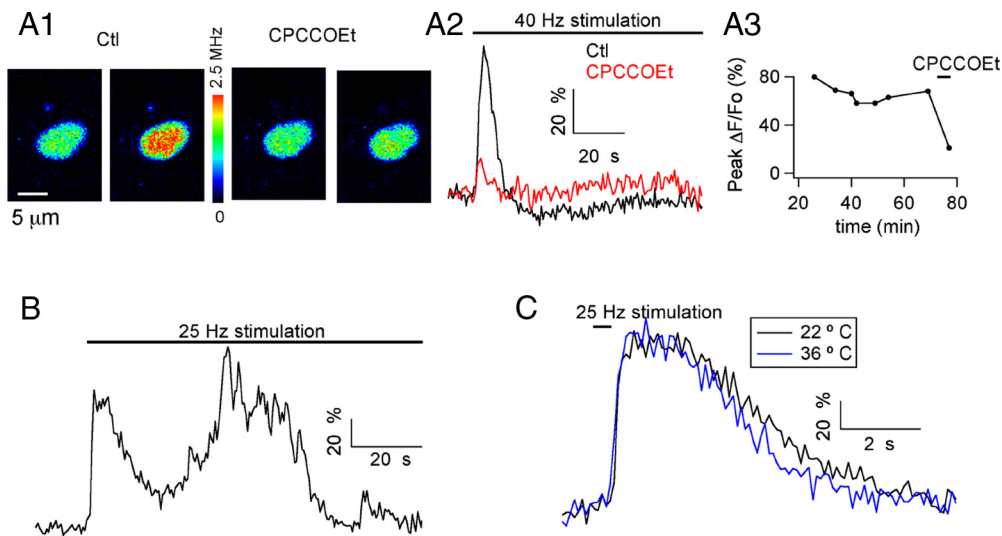 A1
Ctl
CPCCOEt
2.5 MHz
0
5 μm
A2
40 Hz stimulation
Ctl
CPCCOEt
20 %
20 s
A3
CPCCOEt
Peak ΔF/Fo (%)
80
60
40
20
0
20 40 60 80
time (min)
B
25 Hz stimulation
20 %
20 s
C
25 Hz stimulation
22 º C
36 º C
20 %
2 s